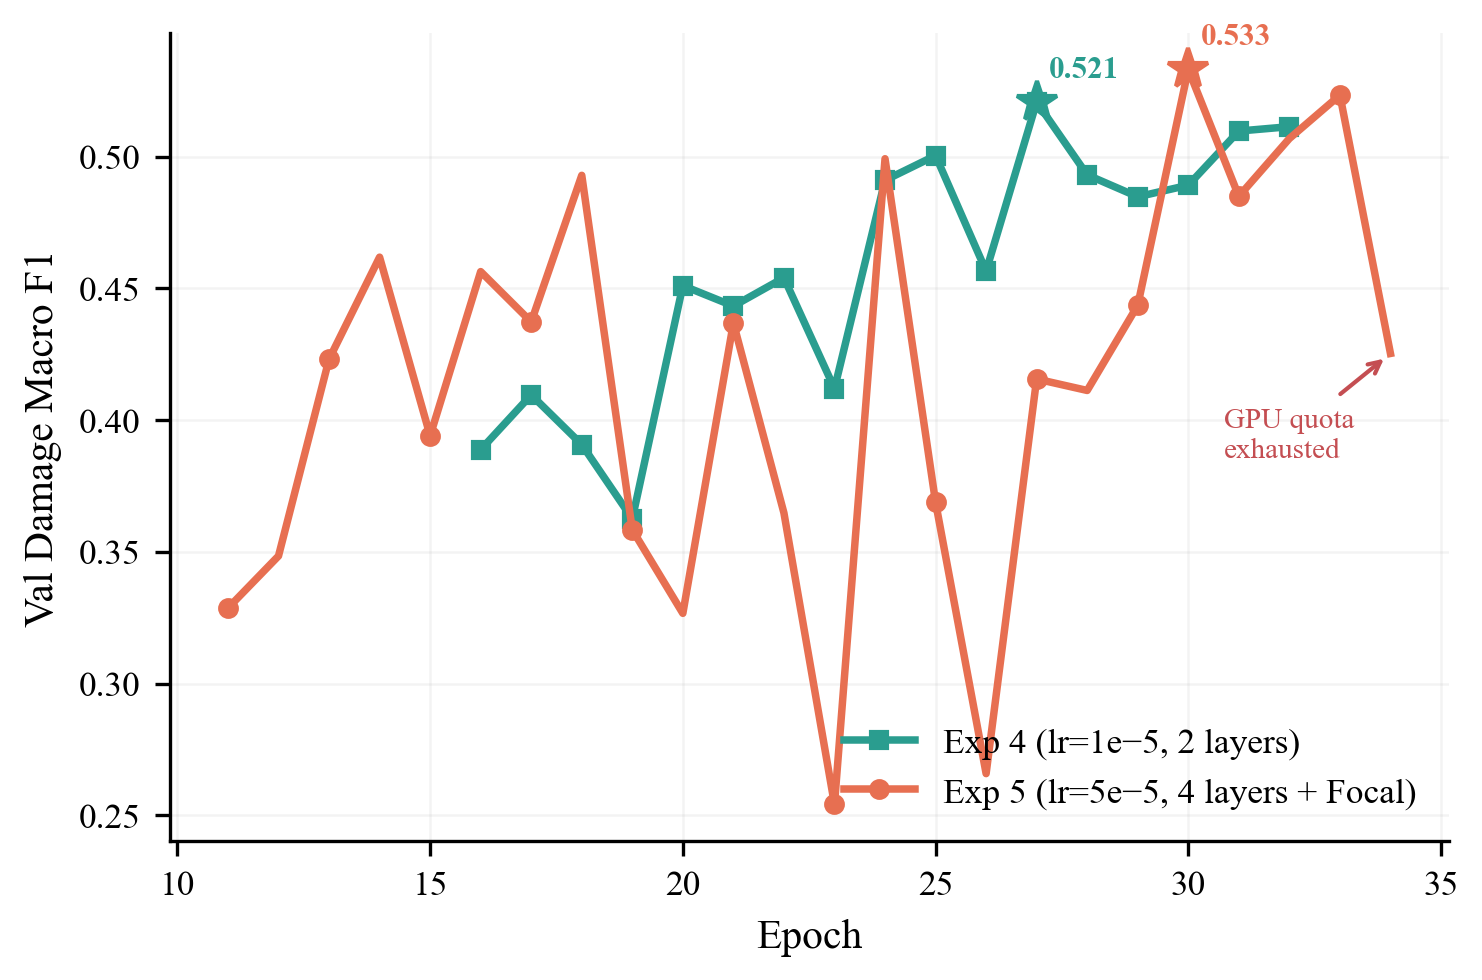 0.533
0.521
0.50
0.45
0.40
0.35
0.30
0.25
Val Damage Macro F1
GPU quota
exhausted
Exp 4 (lr=1e−5, 2 layers)
Exp 5 (lr=5e−5, 4 layers + Focal)
10 15 20 25 30 35
Epoch